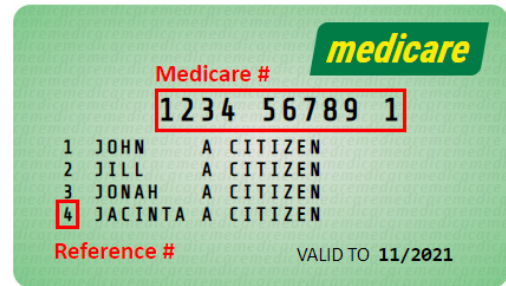 medicare
Medicare #
1234 56789 1
1 JOHN A CITIZEN
2 JILL A CITIZEN
3 JONAH A CITIZEN
4 JACINTA A CITIZEN
Reference #
VALID TO 11/2021